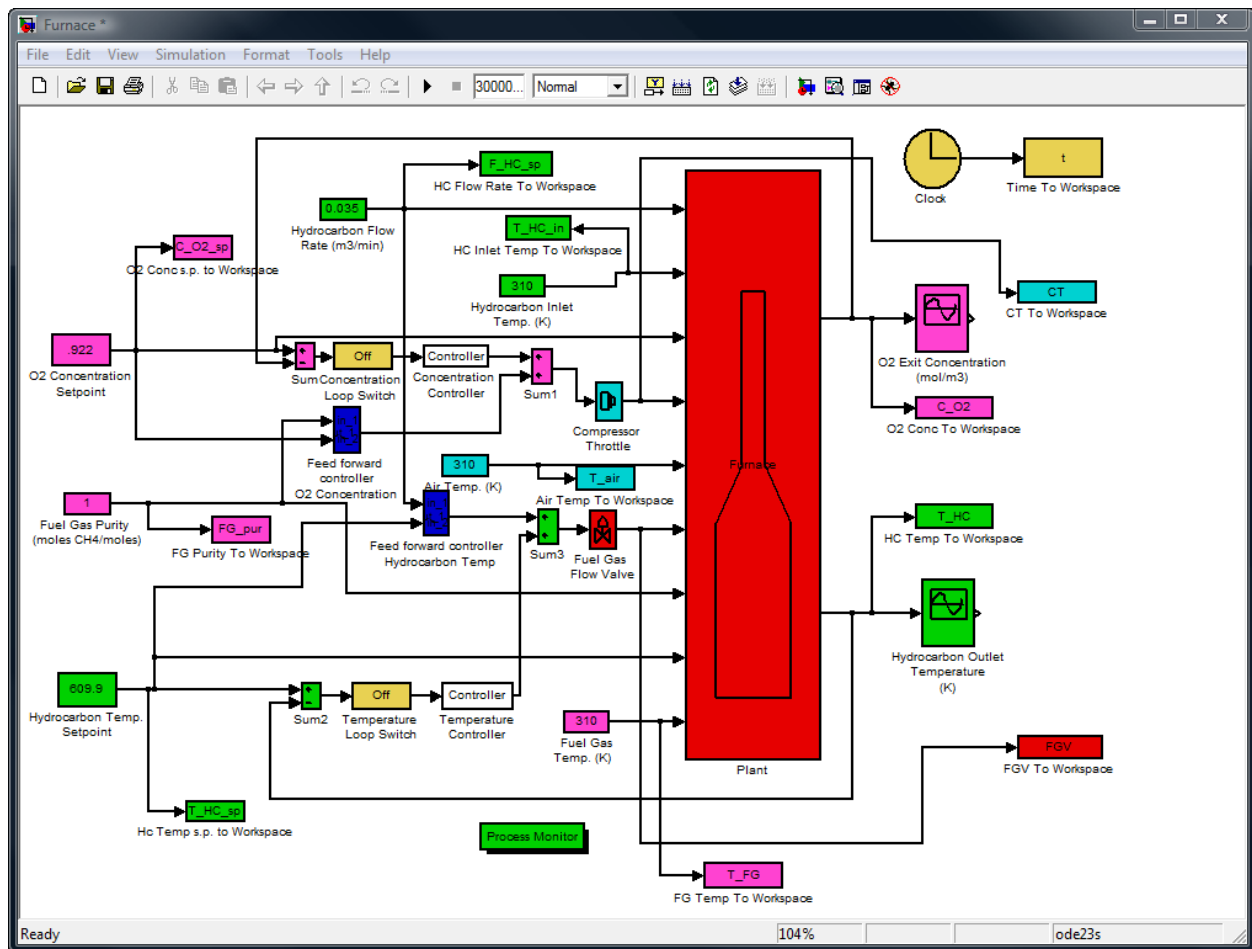 Furnace *
File Edit View Simulation Format Tools Help
30000... Normal
F_HC_sp
HC Flow Rate To Workspace
t
Time To Workspace
Clock
0.035
Hydrocarbon Flow
Rate (m3/min)
T_HC_in
HC Inlet Temp To Workspace
C_O2_sp
O2 Conc s.p. to Workspace
310
Hydrocarbon Inlet
Temp. (K)
CT
CT To Workspace
.922
O2 Concentration
Setpoint
Sum
Off
Concentration
Loop Switch
Controller
Concentration
Controller
Sum1
O2 Exit Concentration
(mol/m3)
C_O2
O2 Conc To Workspace
Compressor
Throttle
Feed forward
controller
O2 Concentration
310
Air Temp. (K)
T_air
Air Temp To Workspace
Furnace
1
Fuel Gas Purity
(moles CH4/moles)
FG_pur
FG Purity To Workspace
Feed forward controller
Hydrocarbon Temp
Sum3
Fuel Gas
Flow Valve
T_HC
HC Temp To Workspace
Hydrocarbon Outlet
Temperature
(K)
609.9
Hydrocarbon Temp.
Setpoint
Sum2
Off
Temperature
Loop Switch
Controller
Temperature
Controller
310
Fuel Gas
Temp. (K)
Plant
FGV
FGV To Workspace
T_HC_sp
Hc Temp s.p. to Workspace
Process Monitor
T_FG
FG Temp To Workspace
Ready 104% ode23s